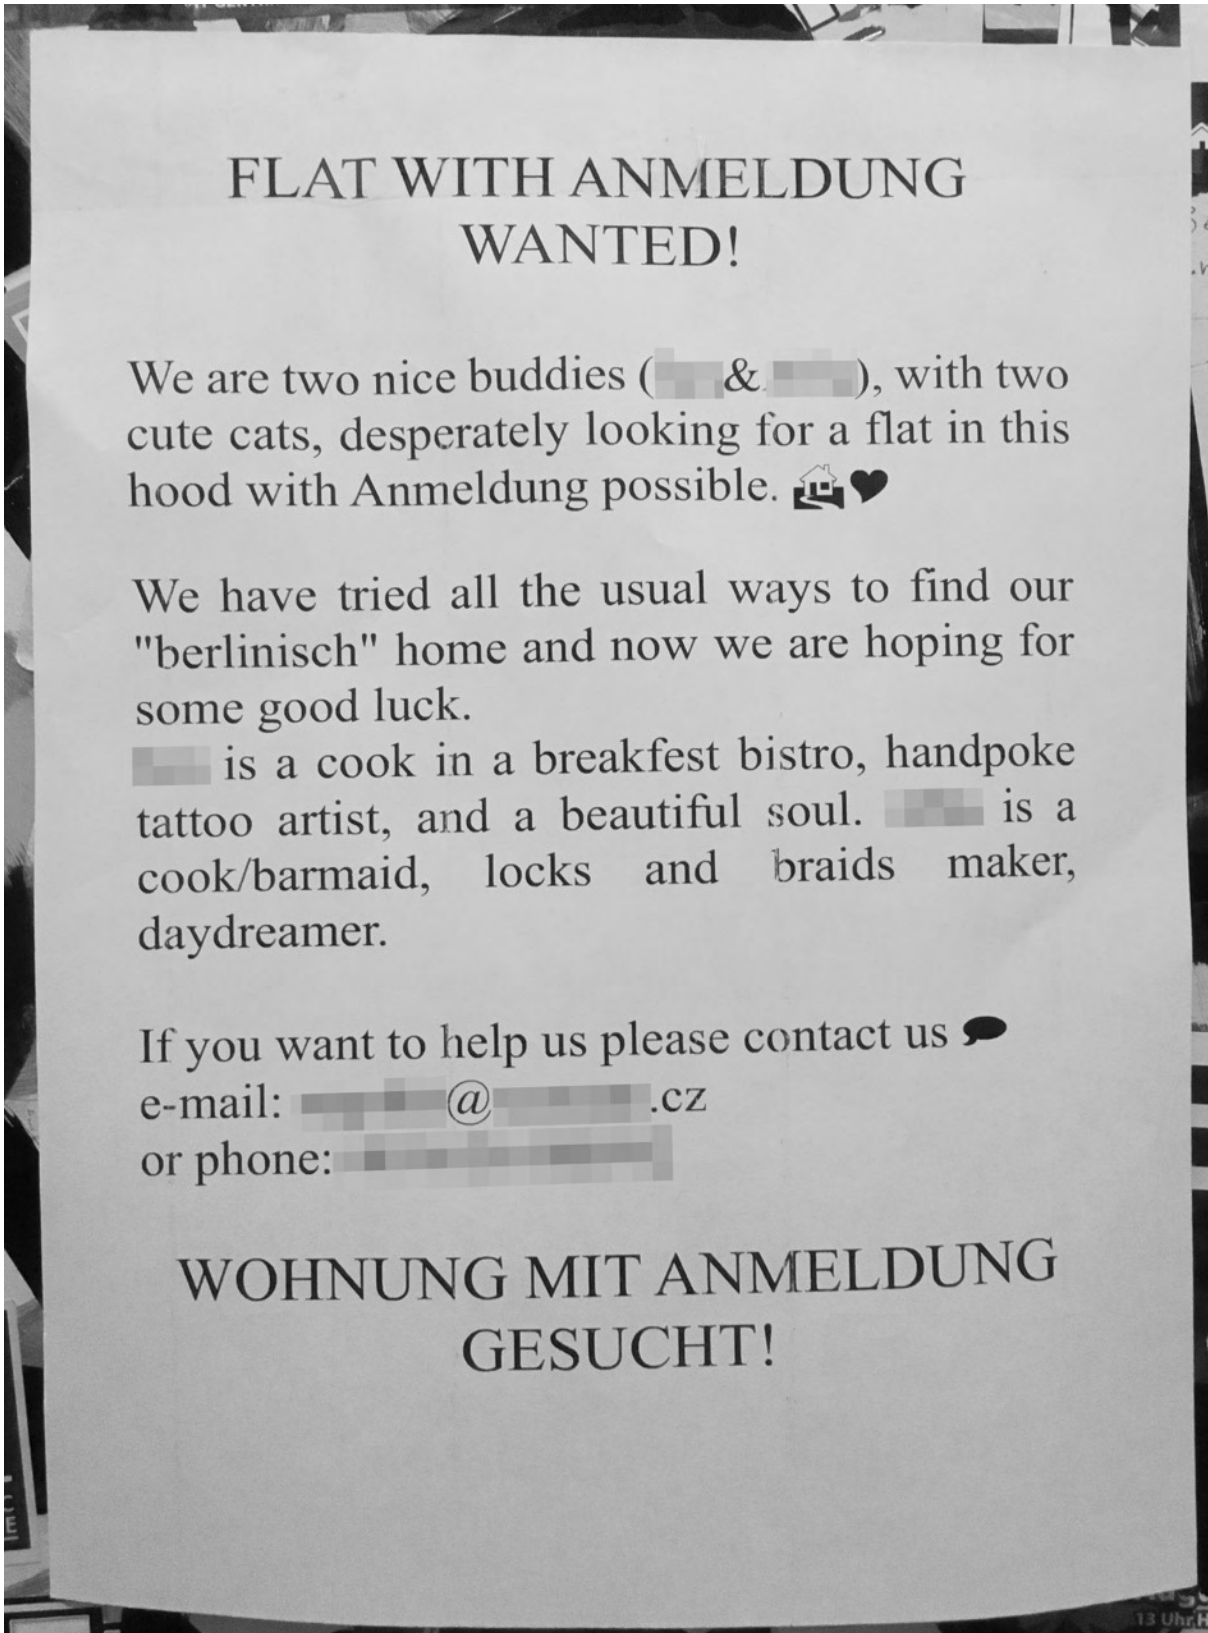 FLAT WITH ANMELDUNG
WANTED!
We are two nice buddies ( & ), with two
cute cats, desperately looking for a flat in this
hood with Anmeldung possible.
We have tried all the usual ways to find our
"berlinisch" home and now we are hoping for
some good luck.
is a cook in a breakfest bistro, handpoke
tattoo artist, and a beautiful soul. is a
cook/barmaid, locks and braids maker,
daydreamer.
If you want to help us please contact us
e-mail: @ .cz
or phone:
WOHNUNG MIT ANMELDUNG
GESUCHT!
13 Uhr